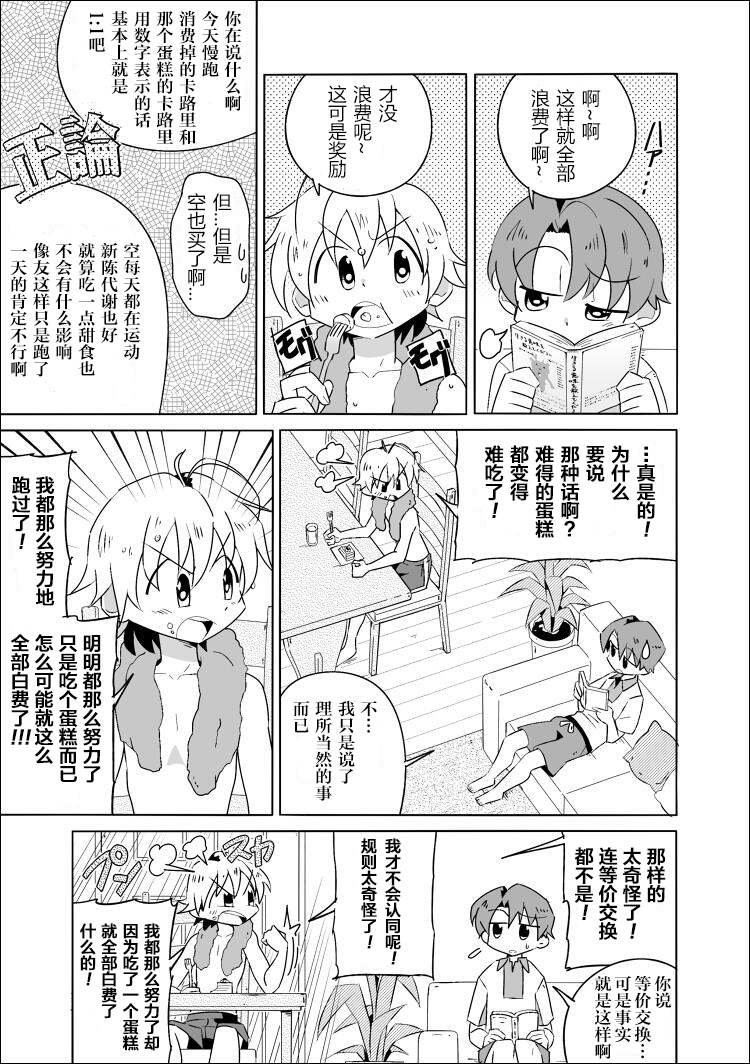 啊~啊
这样就全部
浪费了啊~
ハァ…
才没
浪费呢~
这可是奖励
モグ
モグ
你在说什么啊
今天慢跑
消费掉的卡路里和
那个蛋糕的卡路里
用数字表示的话
基本上就是
1:1吧
正論
但…但是
空也买了啊…
空每天都在运动
新陈代谢也好
就算吃一点甜食也
不会有什么影响
像友这样只是跑了
一天的肯定不行啊
…真是的！
为什么
要说
那种话啊？
难得的蛋糕
都变得
难吃了！
不…
我只是说了
理所当然的事
而已
我都那么努力地
跑过了！
明明都那么努力了
只是吃个蛋糕而已
怎么可能就这么
全部白费了!!!
那样的
太奇怪了！
连等价交换
都不是！
你说
等价交换…
可是事实
就是这样啊
我才不会认同呢！
规则太奇怪了！
スタ
プン
我都那么努力了却
因为吃了一个蛋糕
就全部白费了
什么的！